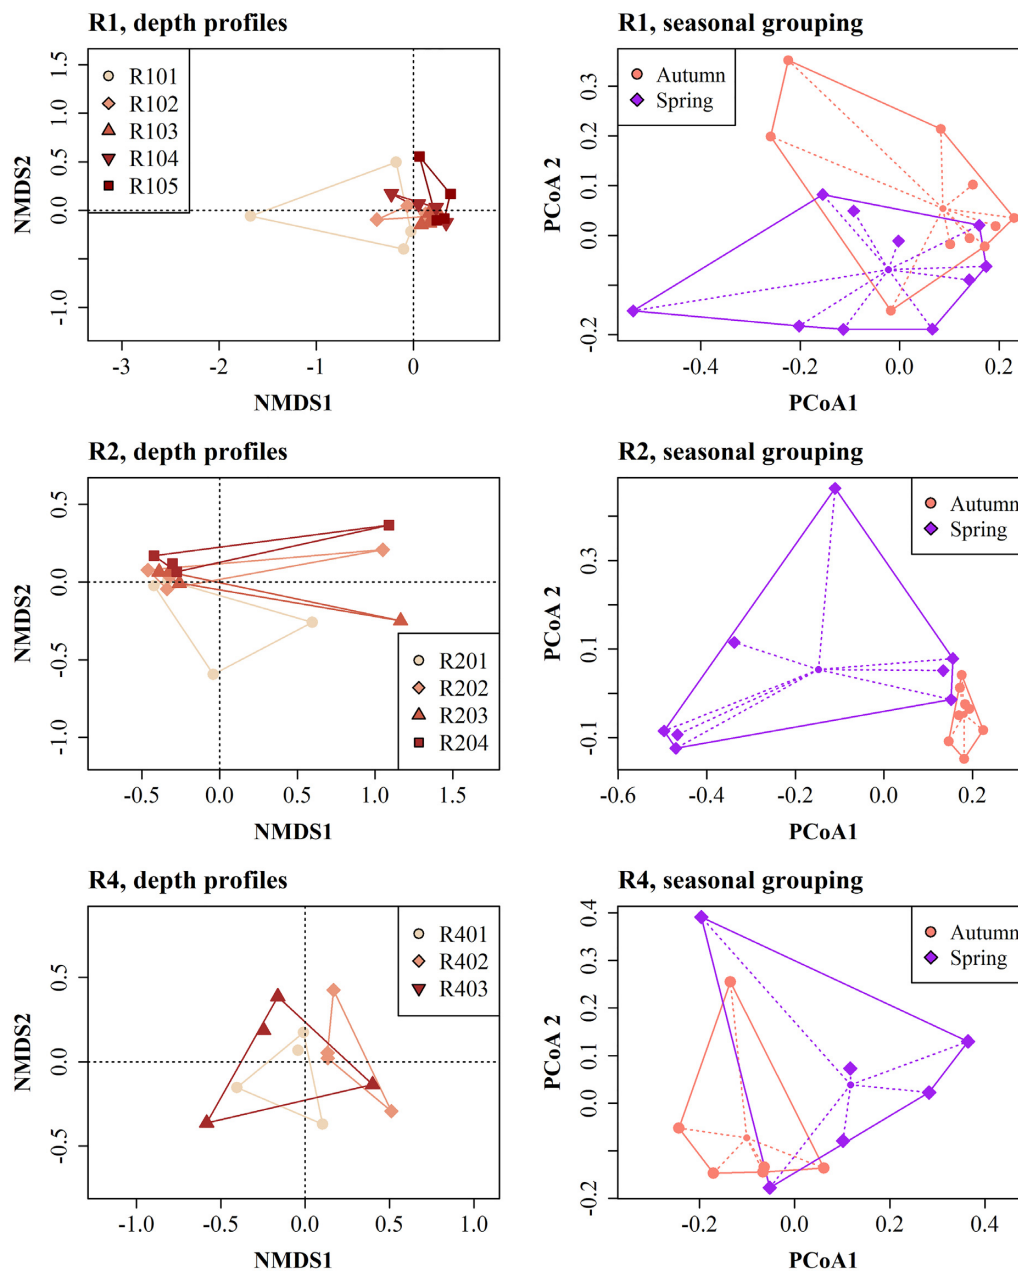 R1, depth profiles
R101
R102
R103
R104
R105
1.5
1.0
0.5
0.0
-1.0
NMDS2
-3 -2 -1 0
NMDS1
R1, seasonal grouping
Autumn
Spring
0.3
0.2
0.1
0.0
-0.2
PCoA 2
-0.4 -0.2 0.0 0.2
PCoA1
R2, depth profiles
0.5
0.0
-0.5
-1.0
NMDS2
R201
R202
R203
R204
-0.5 0.0 0.5 1.0 1.5
NMDS1
R2, seasonal grouping
Autumn
Spring
0.3
0.1
-0.1
PCoA 2
-0.6 -0.4 -0.2 0.0 0.2
PCoA1
R4, depth profiles
R401
R402
R403
0.5
0.0
-0.5
NMDS2
-1.0 -0.5 0.0 0.5 1.0
NMDS1
R4, seasonal grouping
Autumn
Spring
0.4
0.3
0.2
0.1
0.0
-0.2
PCoA 2
-0.2 0.0 0.2 0.4
PCoA1